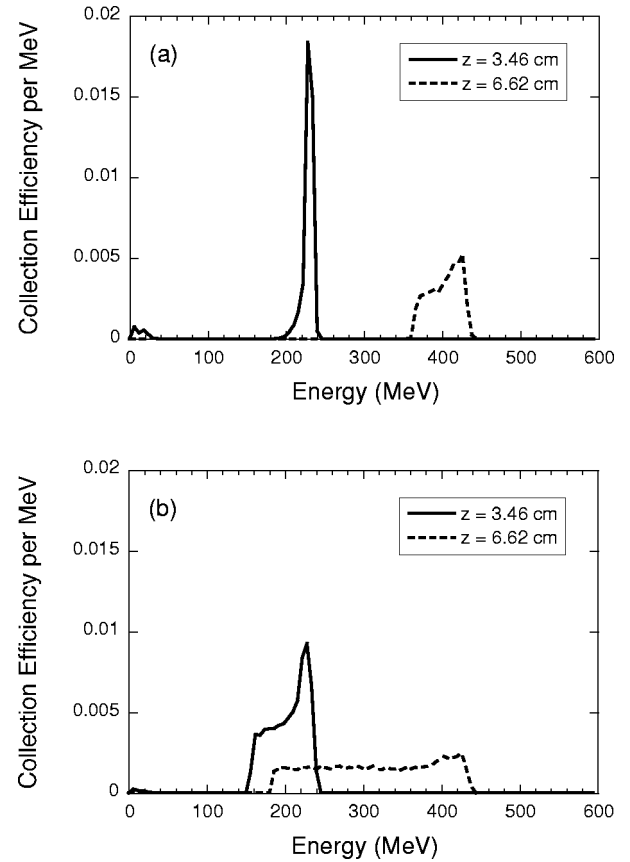 0.02
(a)
z = 3.46 cm
z = 6.62 cm
0.015
0.01
0.005
0
Collection Efficiency per MeV
0 100 200 300 400 500 600
Energy (MeV)
0.02
(b)
z = 3.46 cm
z = 6.62 cm
0.015
0.01
0.005
0
Collection Efficiency per MeV
0 100 200 300 400 500 600
Energy (MeV)